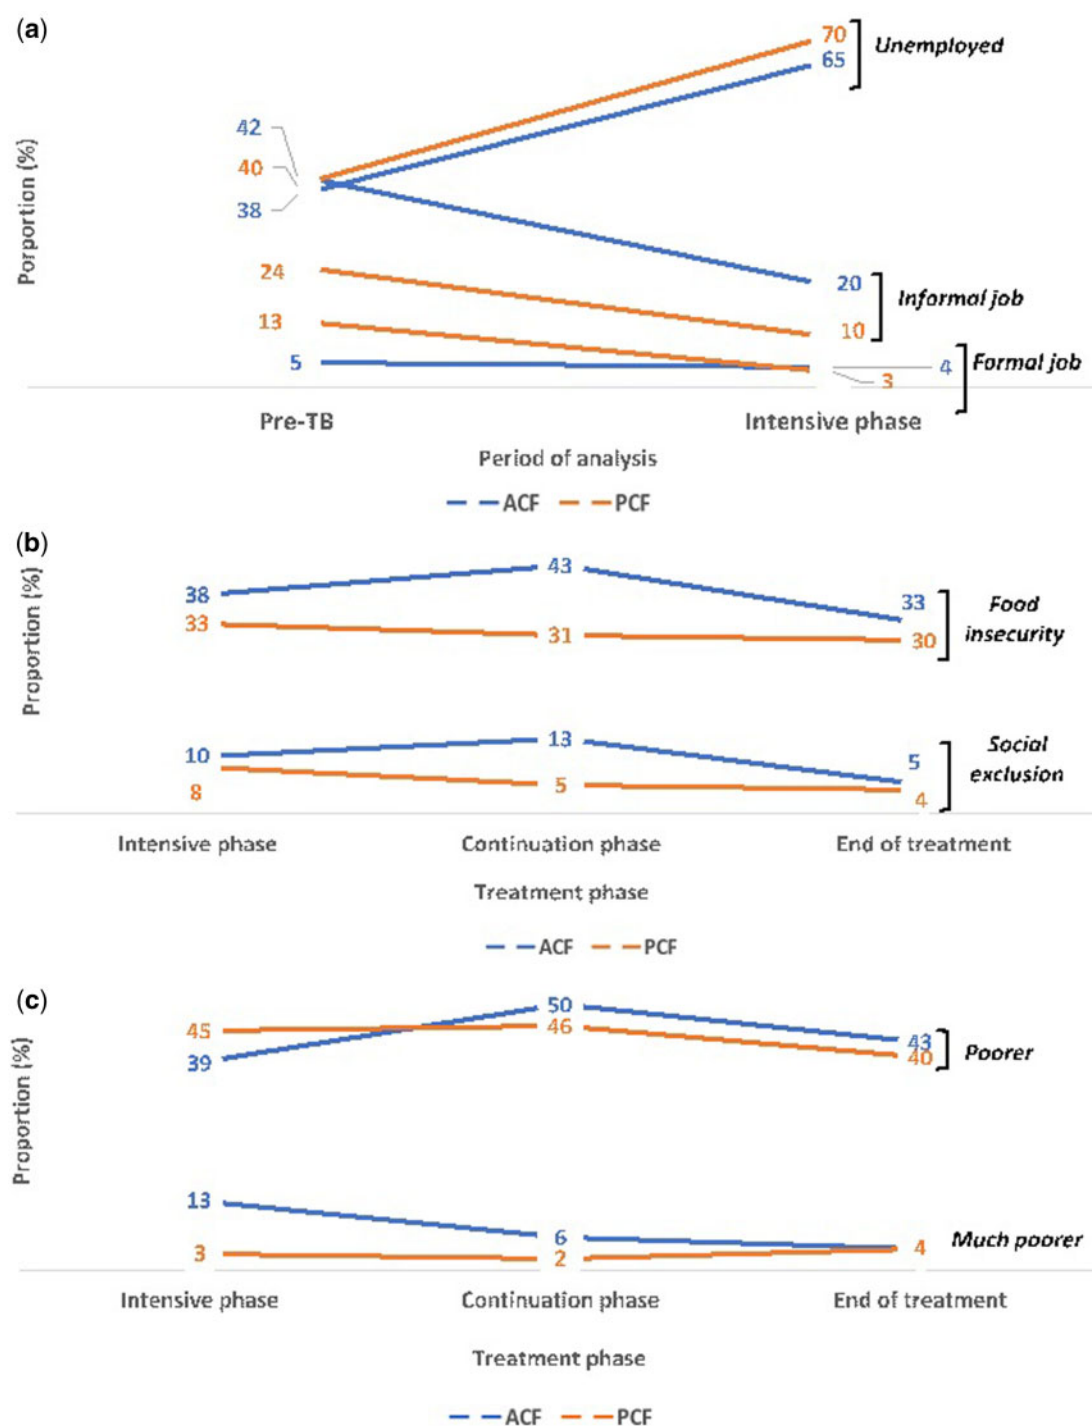 (a)
70
Unemployed
65
42
40
38
Porportion (%)
24
20
Informal job
13
10
5
4
Formal job
3
Pre-TB
Intensive phase
Period of analysis
ACF
PCF
(b)
43
38
33
Food
insecurity
33
31
30
Proportion (%)
10
13
5
Social
exclusion
8
5
4
Intensive phase
Continuation phase
End of treatment
Treatment phase
ACF
PCF
(c)
50
45
46
43
39
40
Poorer
Proportion (%)
13
6
4
Much poorer
3
2
Intensive phase
Continuation phase
End of treatment
Treatment phase
ACF
PCF